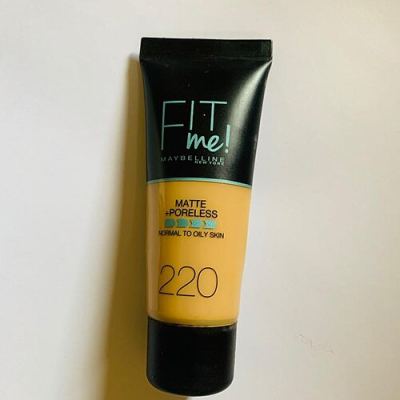 FIT
me!
MAYBELLINE
NEW YORK
MATTE
+PORELESS
NORMAL TO OILY SKIN
220